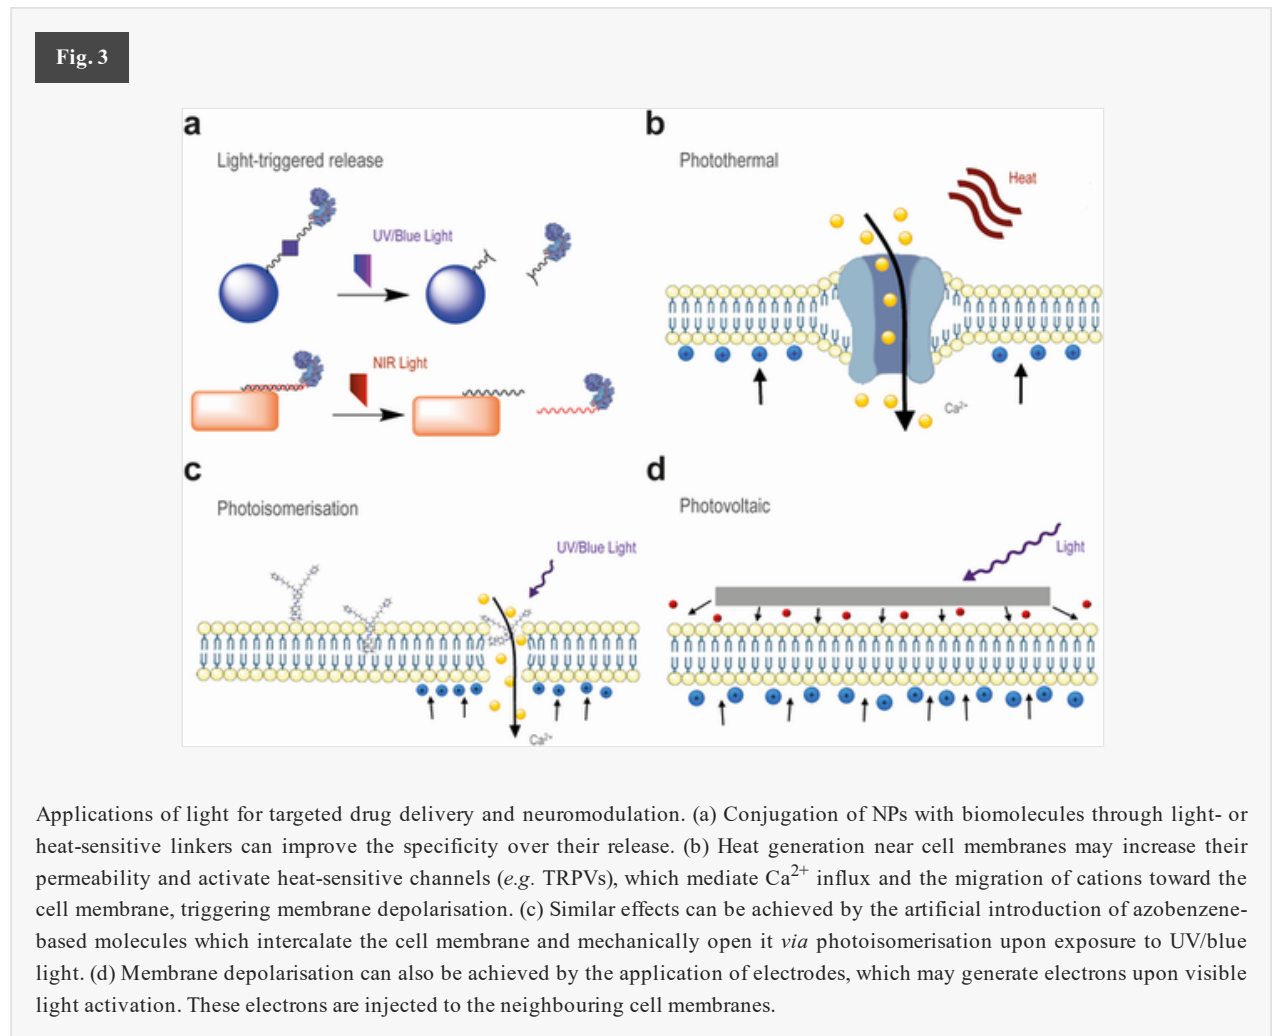 Fig. 3
a
Light-triggered release
UV/Blue Light
NIR Light
b
Photothermal
Heat
Ca²⁺
c
Photoisomerisation
UV/Blue Light
Ca²⁺
d
Photovoltaic
Light
Applications of light for targeted drug delivery and neuromodulation. (a) Conjugation of NPs with biomolecules through light- or
heat-sensitive linkers can improve the specificity over their release. (b) Heat generation near cell membranes may increase their
permeability and activate heat-sensitive channels (e.g. TRPVs), which mediate Ca²⁺ influx and the migration of cations toward the
cell membrane, triggering membrane depolarisation. (c) Similar effects can be achieved by the artificial introduction of azobenzene-
based molecules which intercalate the cell membrane and mechanically open it via photoisomerisation upon exposure to UV/blue
light. (d) Membrane depolarisation can also be achieved by the application of electrodes, which may generate electrons upon visible
light activation. These electrons are injected to the neighbouring cell membranes.